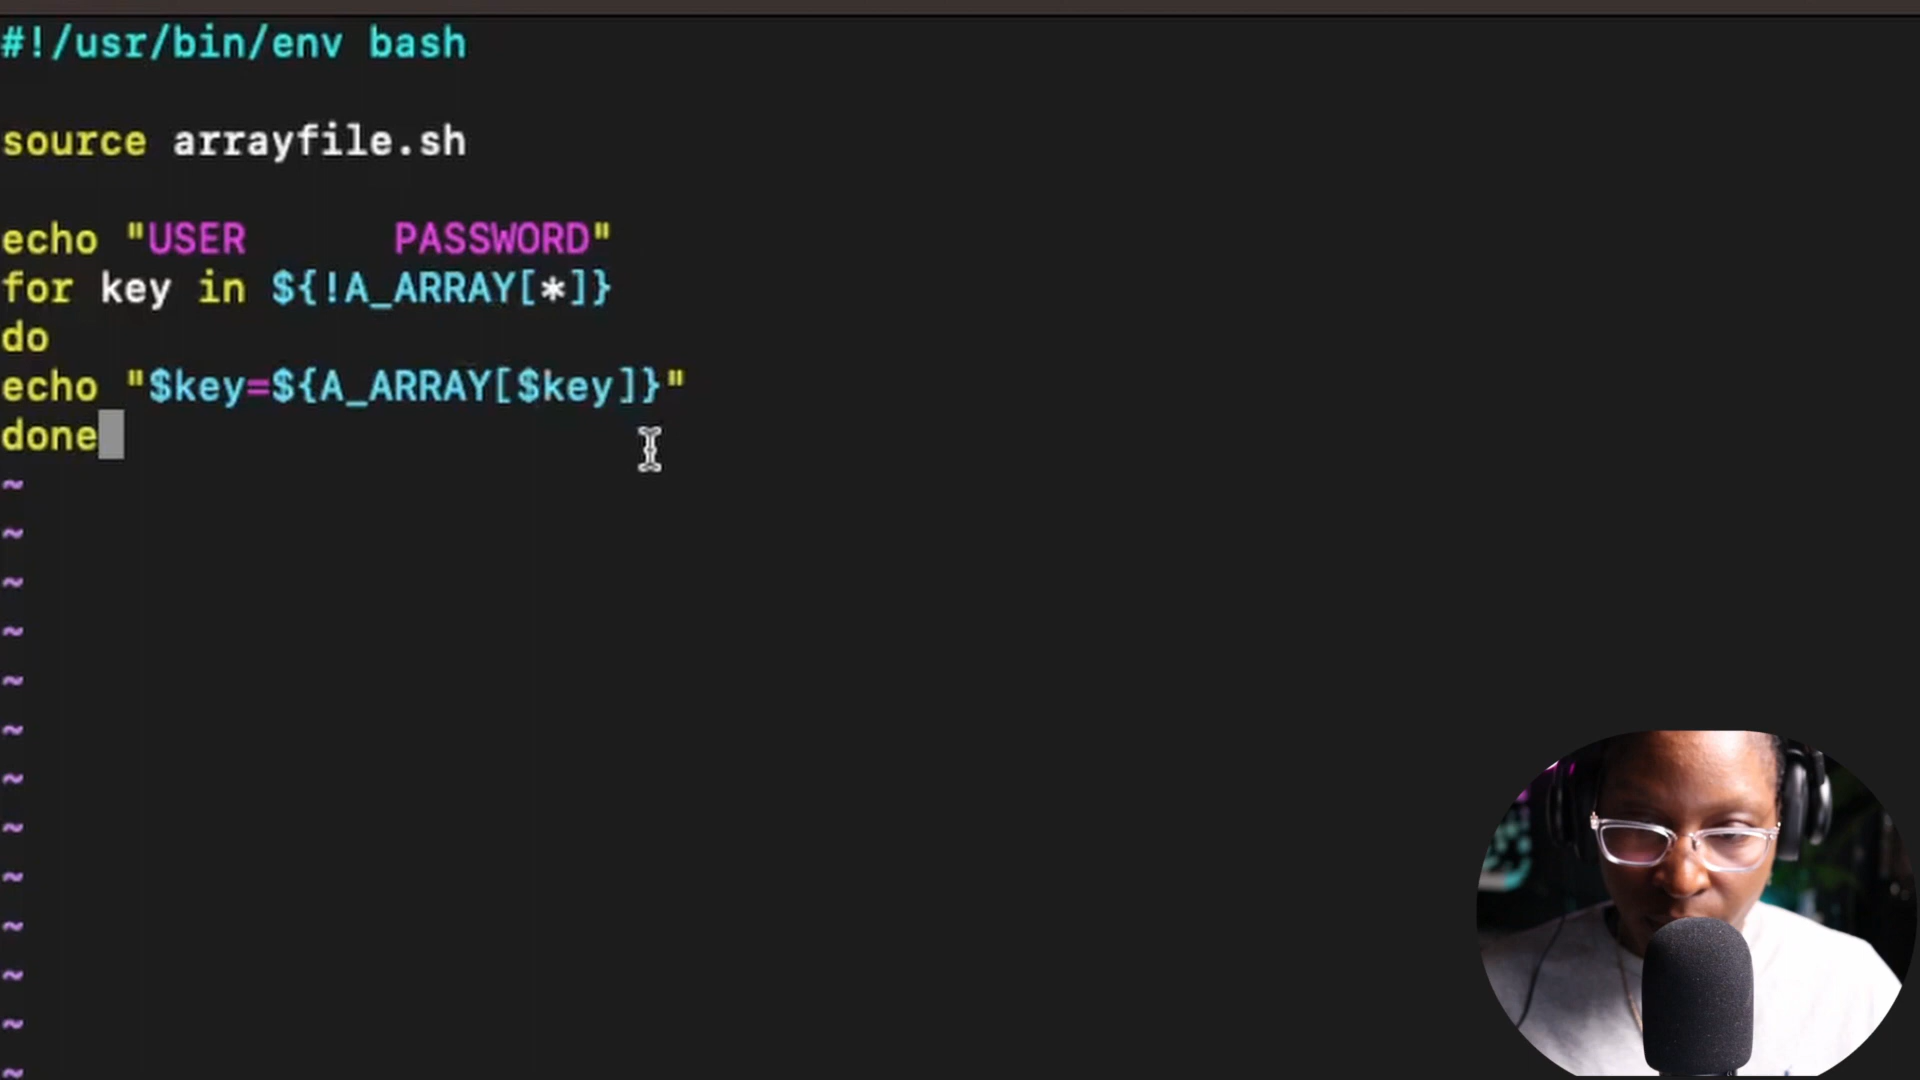 #!/usr/bin/env bash
source arrayfile.sh
echo "USER      PASSWORD"
for key in ${!A_ARRAY[*]}
do
echo "$key=${A_ARRAY[$key]}"
done
~
~
~
~
~
~
~
~
~
~
~
~
~